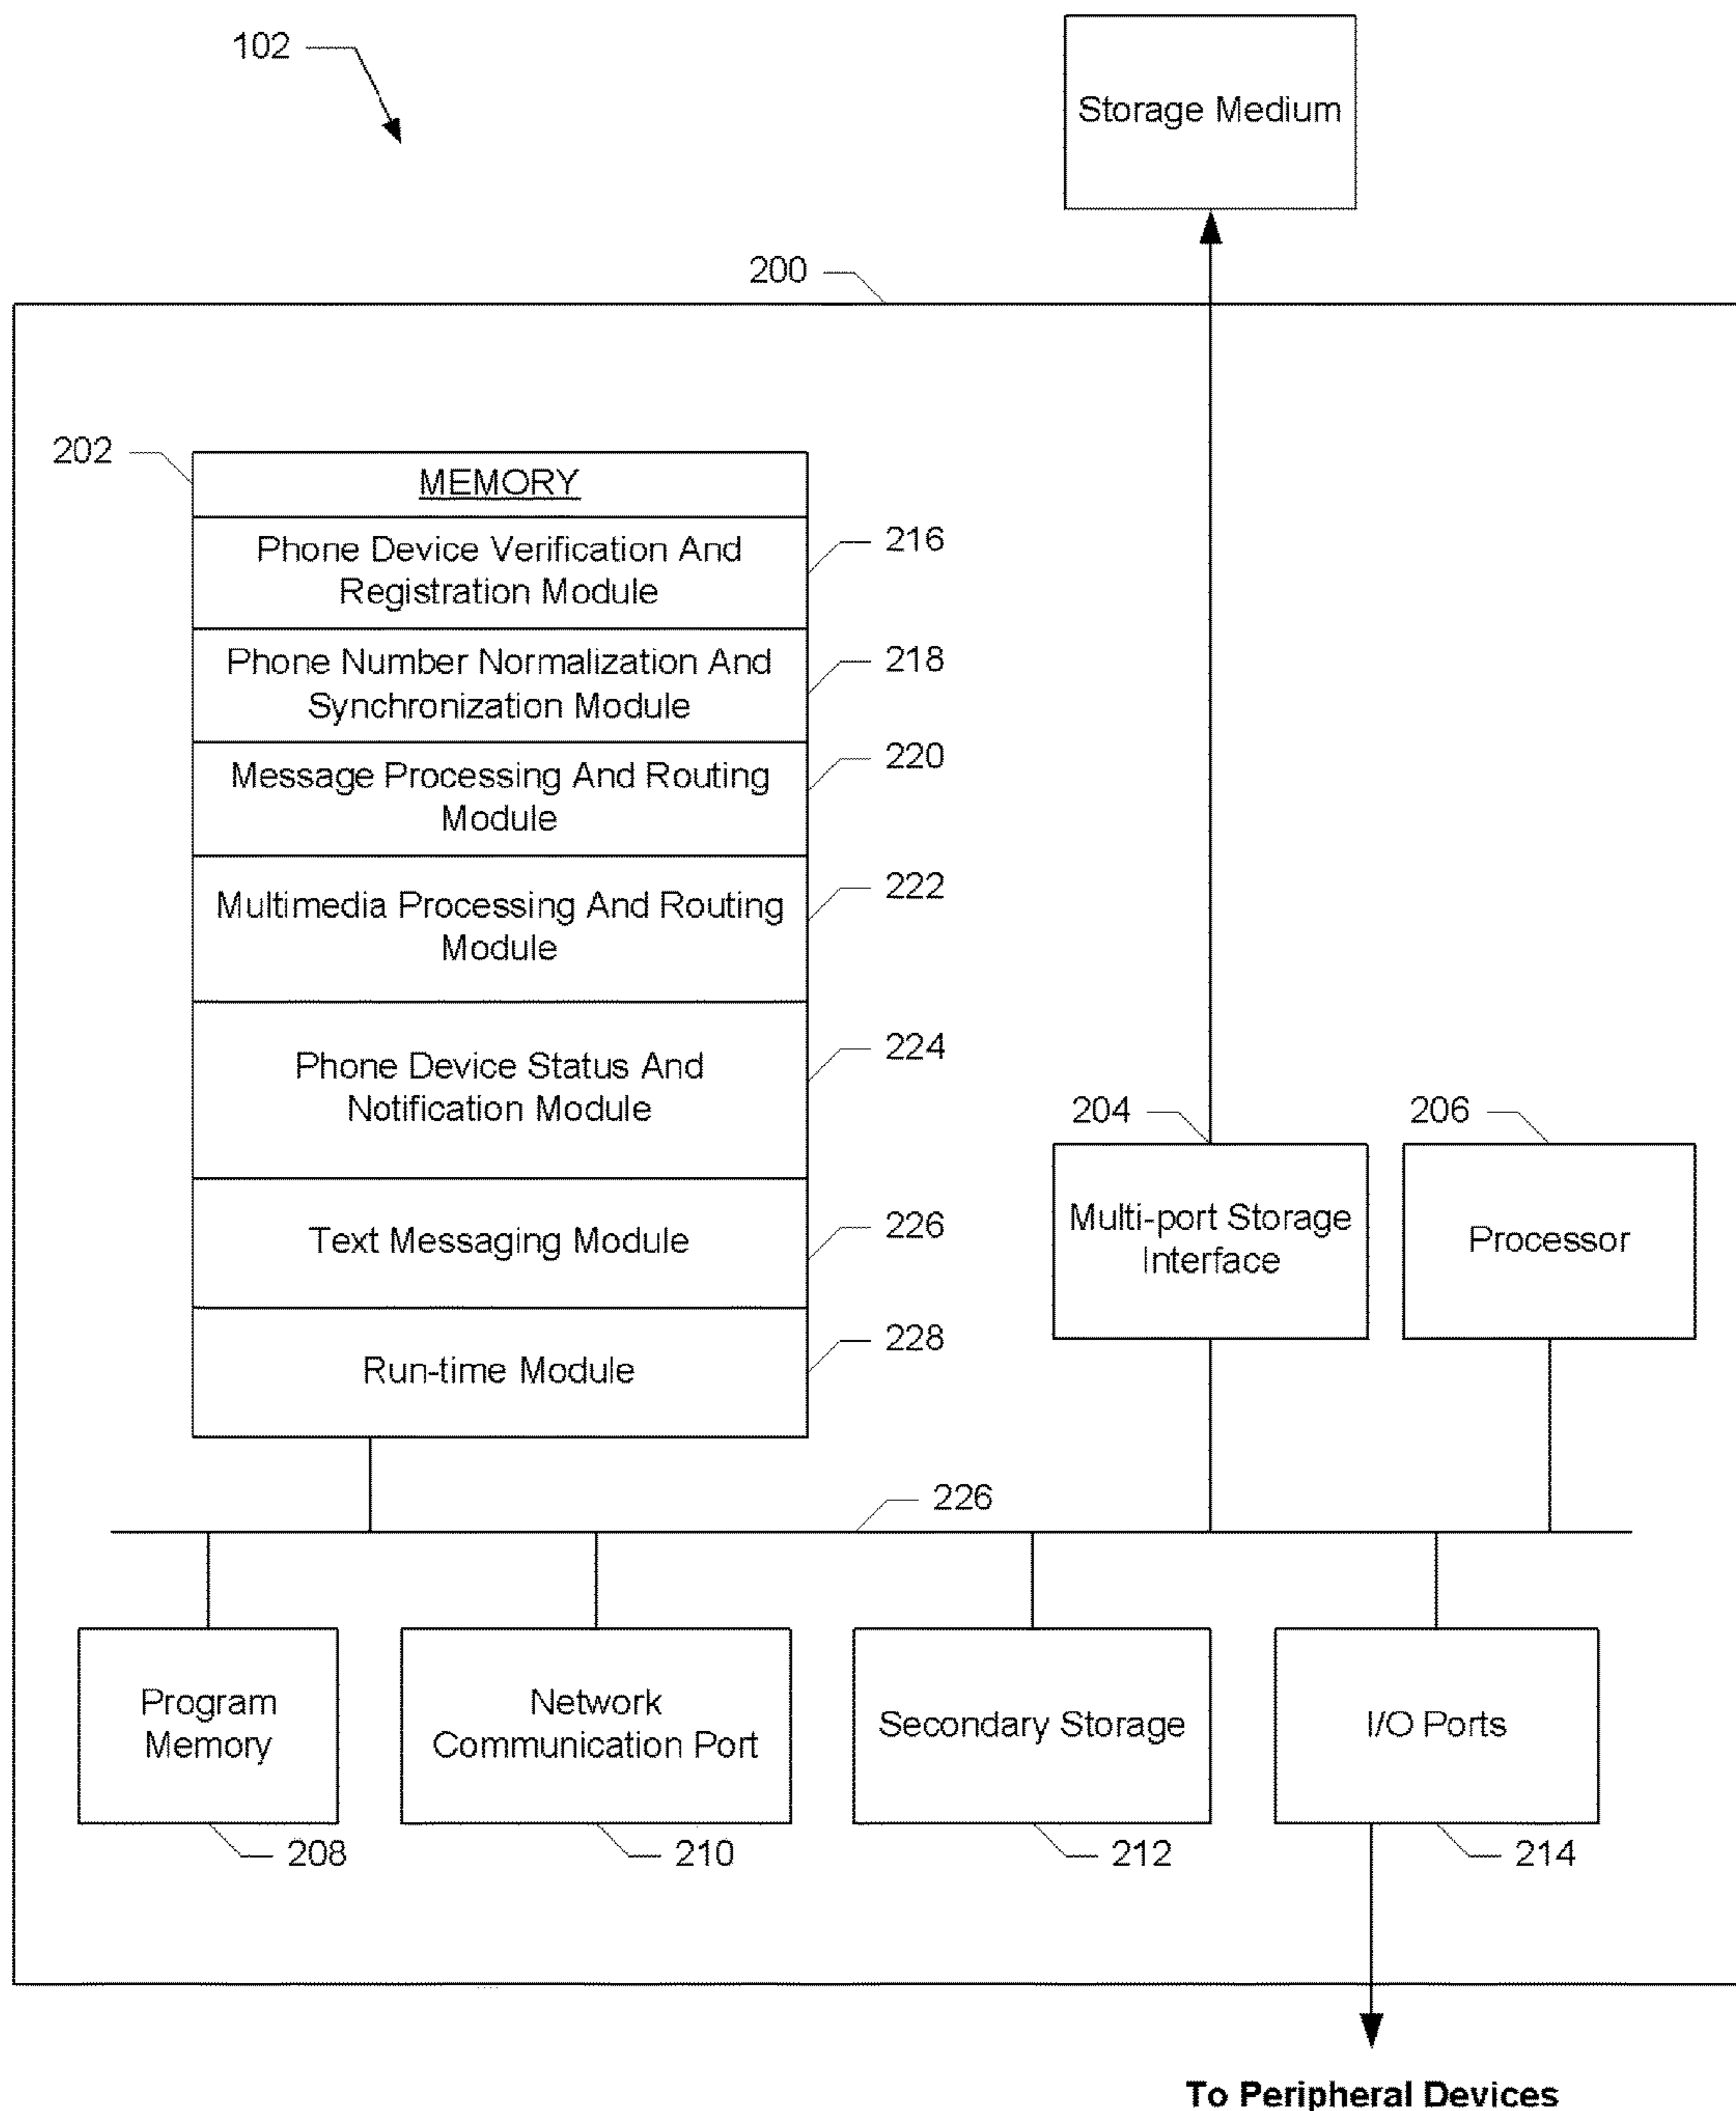 102
Storage Medium
200
202
MEMORY
Phone Device Verification And
Registration Module
216
Phone Number Normalization And
Synchronization Module
218
Message Processing And Routing
Module
220
Multimedia Processing And Routing
Module
222
Phone Device Status And
Notification Module
224
Text Messaging Module
226
Run-time Module
228
204
Multi-port Storage
Interface
206
Processor
226
Program
Memory
208
Network
Communication Port
210
Secondary Storage
212
I/O Ports
214
To Peripheral Devices